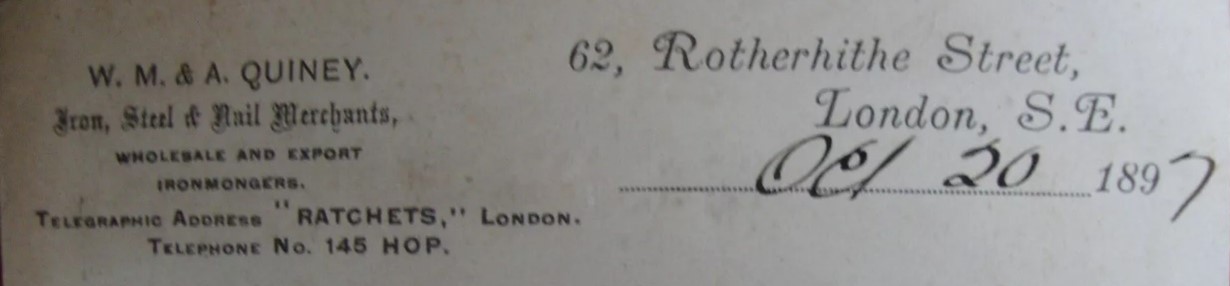 W. M. & A. QUINEY.
Iron, Steel & Nail Merchants,
WHOLESALE AND EXPORT
IRONMONGERS.
TELEGRAPHIC ADDRESS "RATCHETS," LONDON.
TELEPHONE NO. 145 HOP.
62, Rotherhithe Street,
London, S.E.
Oct 20 1897